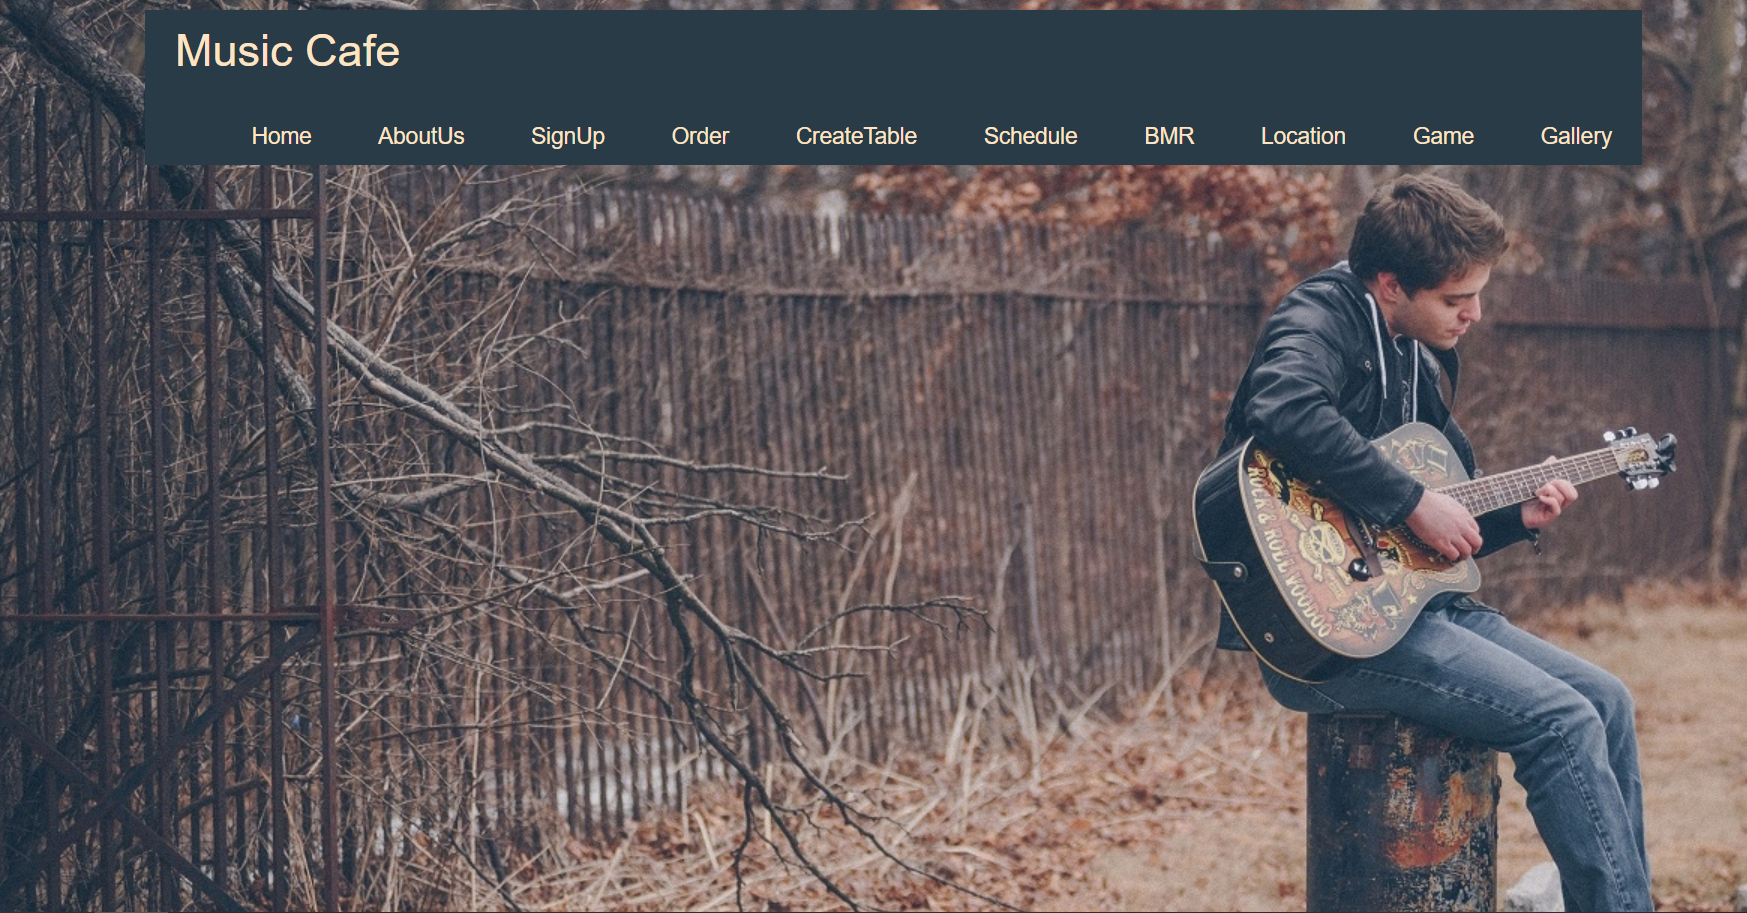 Music Cafe
Home AboutUs SignUp Order CreateTable Schedule BMR Location Game Gallery
ROCK & ROLL VOODOO